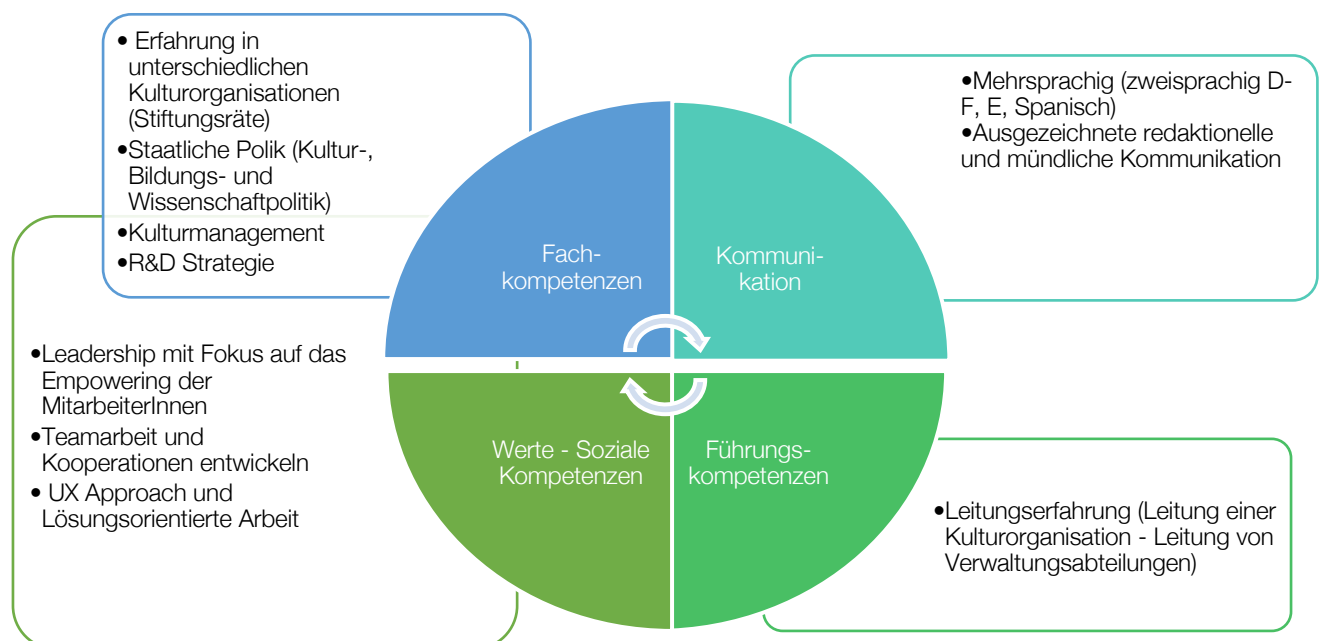 • Erfahrung in
unterschiedlichen
Kulturorganisationen
(Stiftungsräte)
•Staatliche Polik (Kultur-,
Bildungs- und
Wissenschaftpolitik)
•Kulturmanagement
•R&D Strategie
•Mehrsprachig (zweisprachig D-
F, E, Spanisch)
•Ausgezeichnete redaktionelle
und mündliche Kommunikation
Fach-
kompetenzen
Kommuni-
kation
•Leadership mit Fokus auf das
Empowering der
MitarbeiterInnen
•Teamarbeit und
Kooperationen entwickeln
• UX Approach und
Lösungsorientierte Arbeit
Werte - Soziale
Kompetenzen
Führungs-
kompetenzen
•Leitungserfahrung (Leitung einer
Kulturorganisation - Leitung von
Verwaltungsabteilungen)